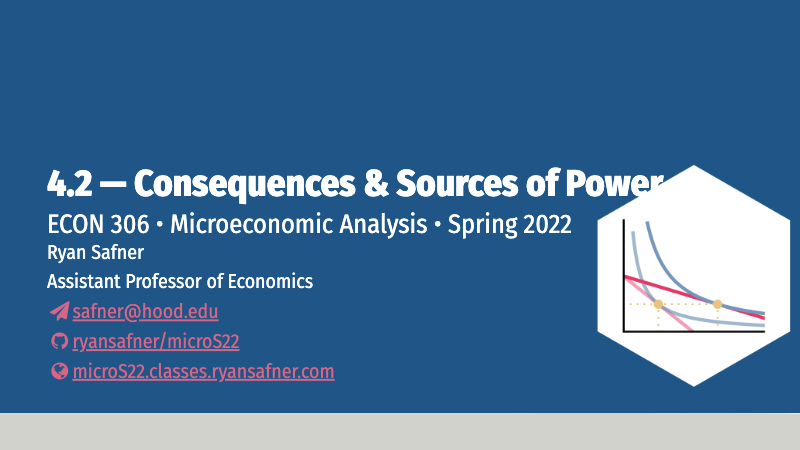 4.2 — Consequences & Sources of Power
ECON 306 • Microeconomic Analysis • Spring 2022
Ryan Safner
Assistant Professor of Economics
safner@hood.edu
ryansafner/microS22
microS22.classes.ryansafner.com